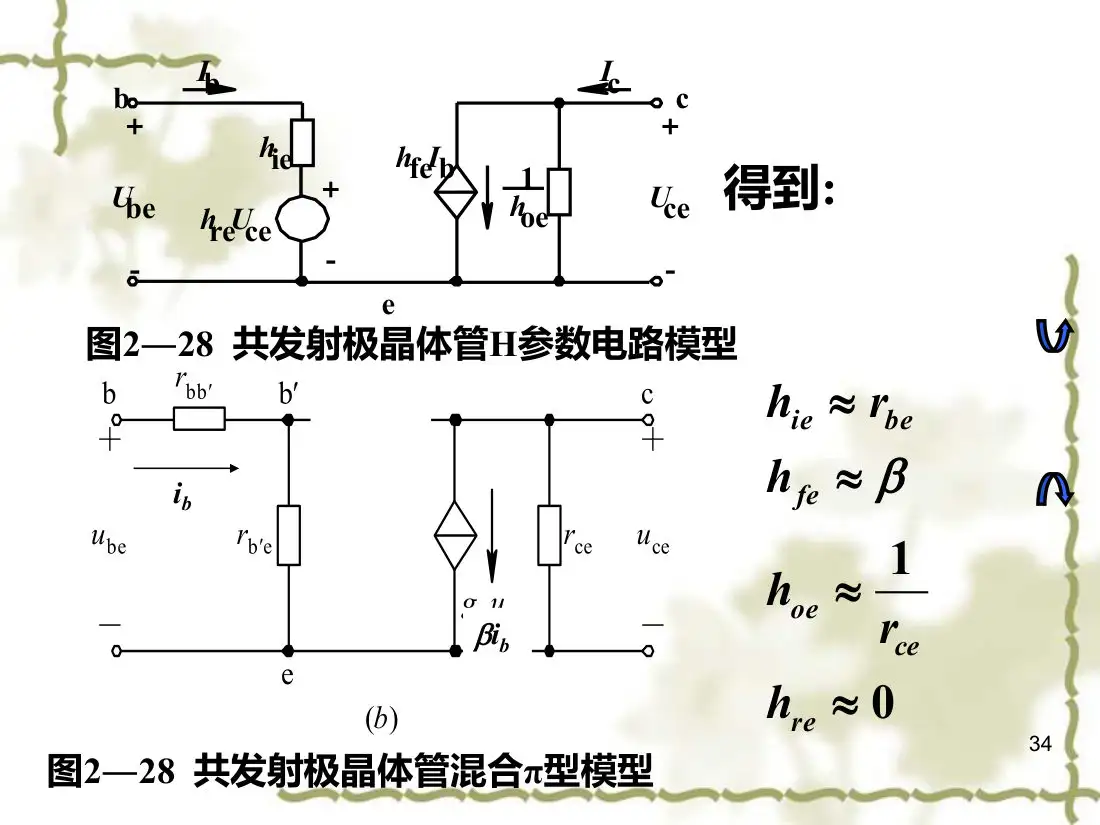 I_b
I_c
b
c
+
+
h_ie
h_fe I_b
+
1/h_oe
U_be
U_ce
h_re U_ce
得到:
-
-
-
e
图2—28 共发射极晶体管H参数电路模型
r_bb′
b
b′
c
+
+
i_b
u_be
r_b′e
r_ce
u_ce
βi_b
—
—
e
(b)
图2—28 共发射极晶体管混合π型模型
h_ie ≈ r_be
h_fe ≈ β
h_oe ≈ 1/r_ce
h_re ≈ 0
34